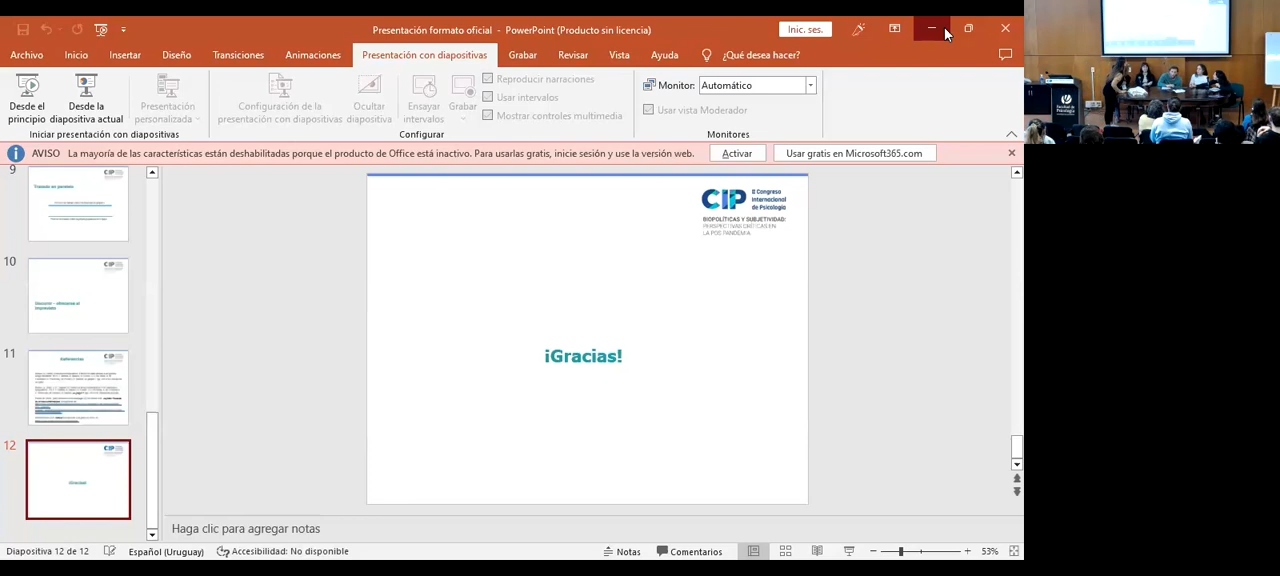 Presentación formato oficial - PowerPoint (Producto sin licencia)
Inic. ses.
Archivo Inicio Insertar Diseño Transiciones Animaciones Presentación con diapositivas Grabar Revisar Vista Ayuda ¿Qué desea hacer?
Desde el principio
Desde la diapositiva actual
Presentación personalizada
Configuración de la presentación con diapositivas
Ocultar diapositiva
Ensayar intervalos
Grabar
Reproducir narraciones
Usar intervalos
Mostrar controles multimedia
Monitor: Automático
Usar vista Moderador
Iniciar presentación con diapositivas Configurar Monitores
AVISO La mayoría de las características están deshabilitadas porque el producto de Office está inactivo. Para usarlas gratis, inicie sesión y use la versión web. Activar Usar gratis en Microsoft365.com
9
10
11
Referencias
12
¡Gracias!
CIP
II Congreso
Internacional
de Psicología
BIOPOLÍTICAS Y SUBJETIVIDAD:
PERSPECTIVAS CRÍTICAS EN
LA POS PANDEMIA
¡Gracias!
Haga clic para agregar notas
Diapositiva 12 de 12 Español (Uruguay) Accesibilidad: No disponible Notas Comentarios 53%
Facultad de
Psicología